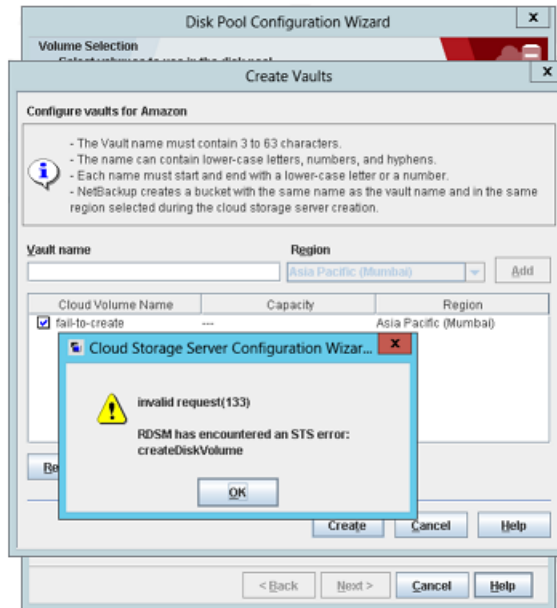 Disk Pool Configuration Wizard
x
Volume Selection
Create Vaults
x
Configure vaults for Amazon
- The Vault name must contain 3 to 63 characters.
- The name can contain lower-case letters, numbers, and hyphens.
- Each name must start and end with a lower-case letter or a number.
- NetBackup creates a bucket with the same name as the vault name and in the same
region selected during the cloud storage server creation.
Vault name
Region
Asia Pacific (Mumbai)
Add
Cloud Volume Name Capacity Region
fail-to-create --- Asia Pacific (Mumbai)
Cloud Storage Server Configuration Wizar...
x
invalid request(133)
RDSM has encountered an STS error:
createDiskVolume
OK
Create Cancel Help
< Back Next > Cancel Help